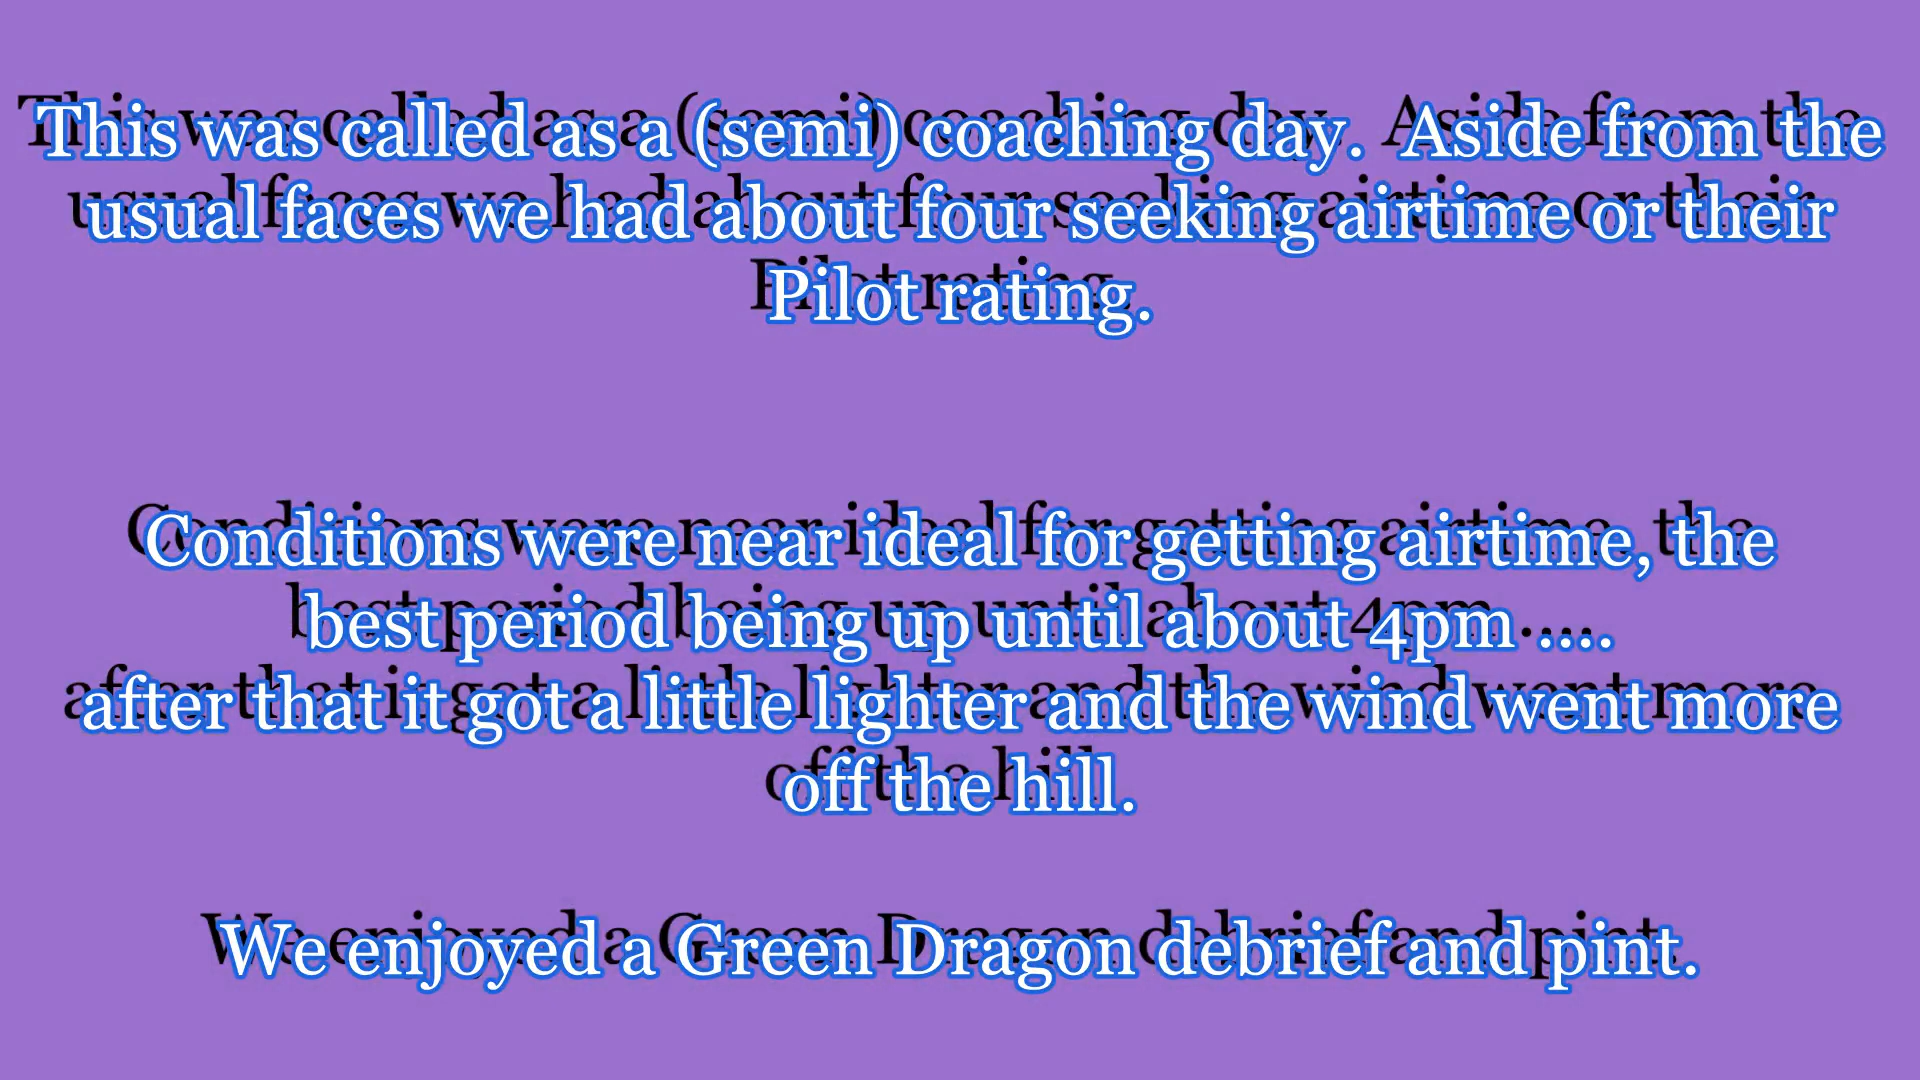 This was called as a (semi) coaching day.  Aside from the
usual faces we had about four seeking airtime or their
Pilot rating.
Conditions were near ideal for getting airtime, the
best period being up until about 4pm ....
after that it got a little lighter and the wind went more
off the hill.
We enjoyed a Green Dragon debrief and pint.